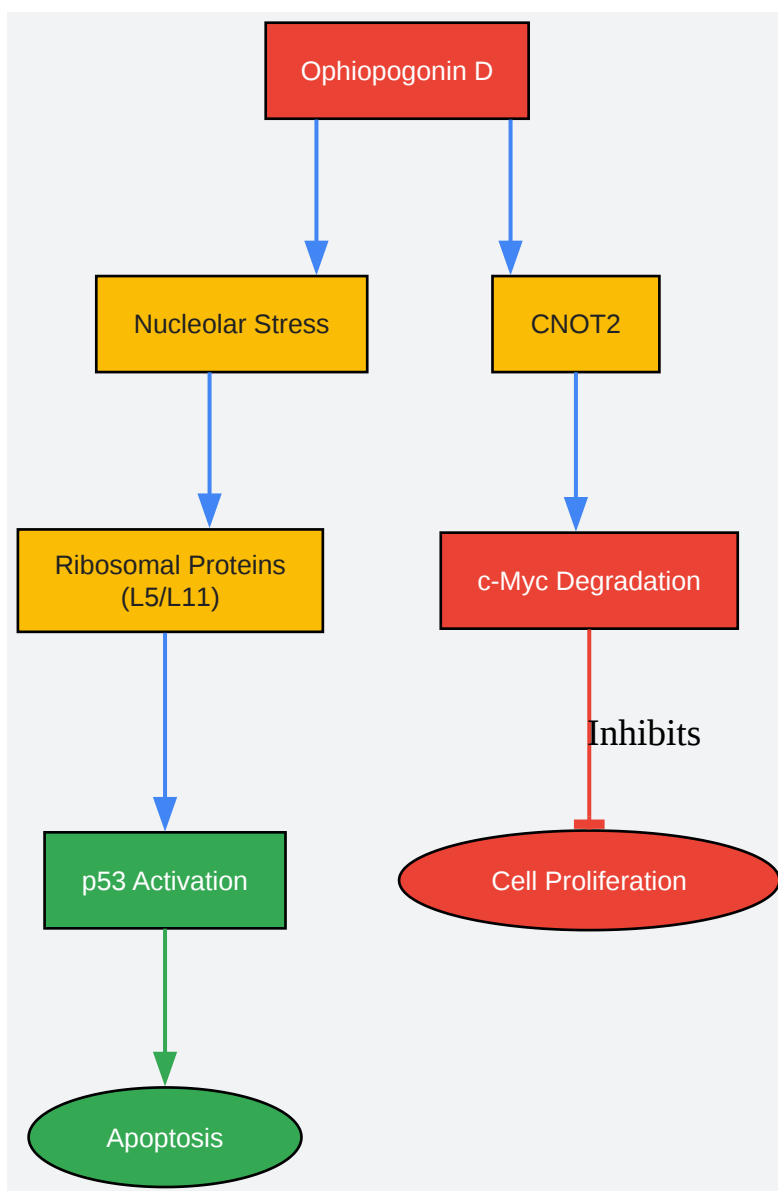 Ophiopogonin D
Nucleolar Stress
CNOT2
Ribosomal Proteins
(L5/L11)
c-Myc Degradation
Inhibits
p53 Activation
Cell Proliferation
Apoptosis